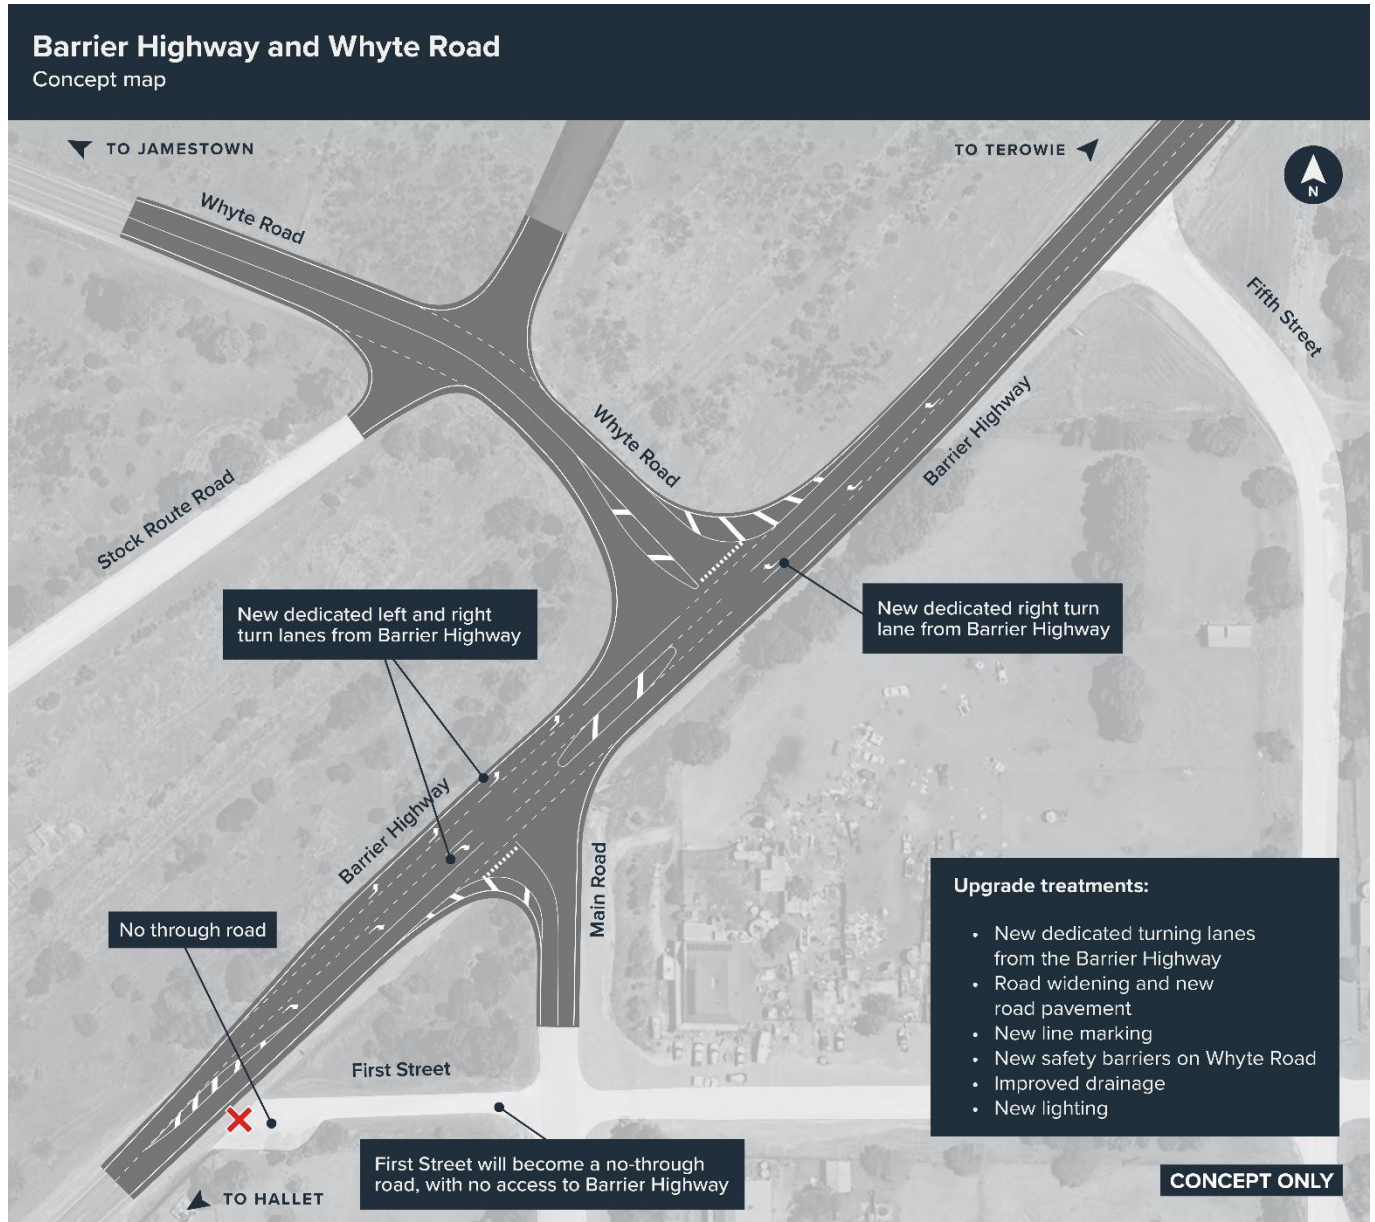 Barrier Highway and Whyte Road
Concept map
TO JAMESTOWN
TO TEROWIE
N
Whyte Road
Fifth Street
Whyte Road
Barrier Highway
Stock Route Road
New dedicated left and right
turn lanes from Barrier Highway
New dedicated right turn
lane from Barrier Highway
Barrier Highway
Main Road
No through road
First Street
First Street will become a no-through
road, with no access to Barrier Highway
TO HALLET
Upgrade treatments:
• New dedicated turning lanes
from the Barrier Highway
• Road widening and new
road pavement
• New line marking
• New safety barriers on Whyte Road
• Improved drainage
• New lighting
CONCEPT ONLY